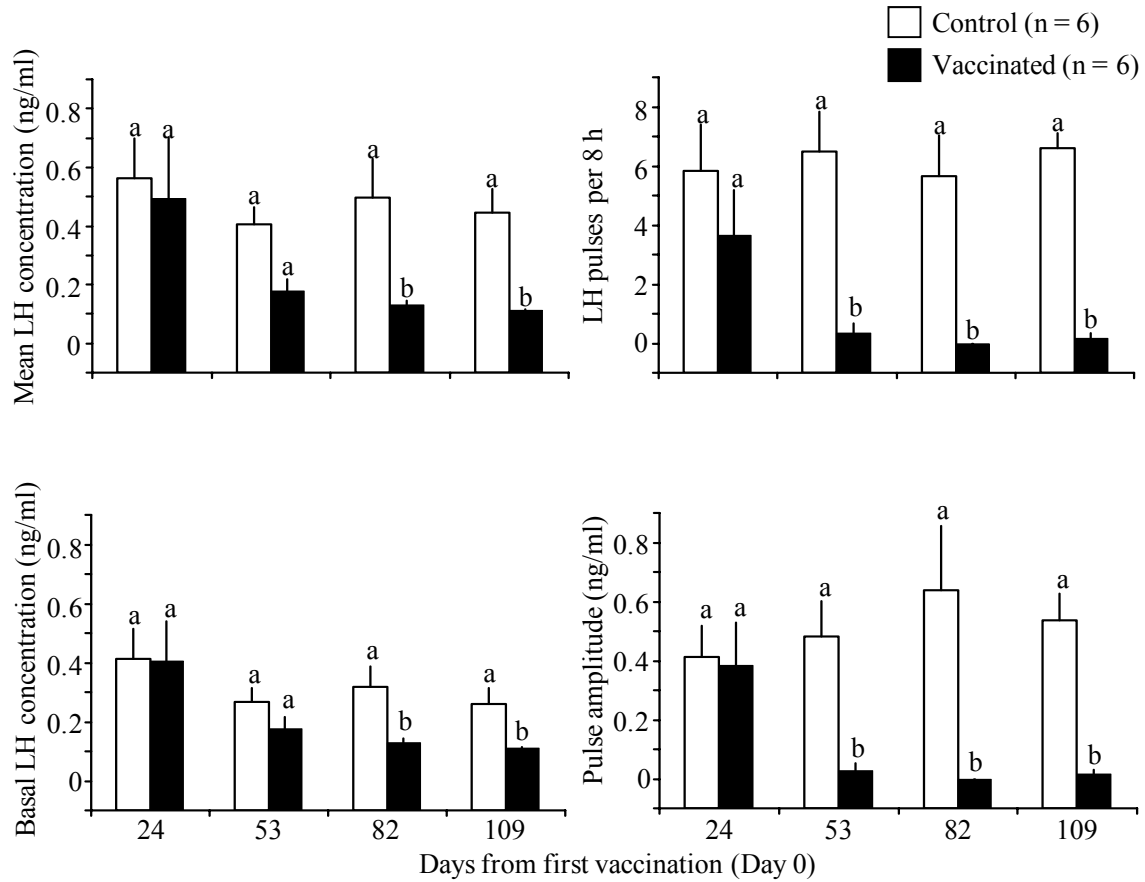 Control (n = 6)
Vaccinated (n = 6)
Mean LH concentration (ng/ml)
0.8
0.6
0.4
0.2
0
a
a
a
a
a
b
a
b
LH pulses per 8 h
8
6
4
2
0
a
a
a
b
a
b
a
b
Basal LH concentration (ng/ml)
0.8
0.6
0.4
0.2
0
a
a
a
a
a
b
a
b
24
53
82
109
Pulse amplitude (ng/ml)
0.8
0.6
0.4
0.2
0
a
a
a
b
a
b
a
b
24
53
82
109
Days from first vaccination (Day 0)